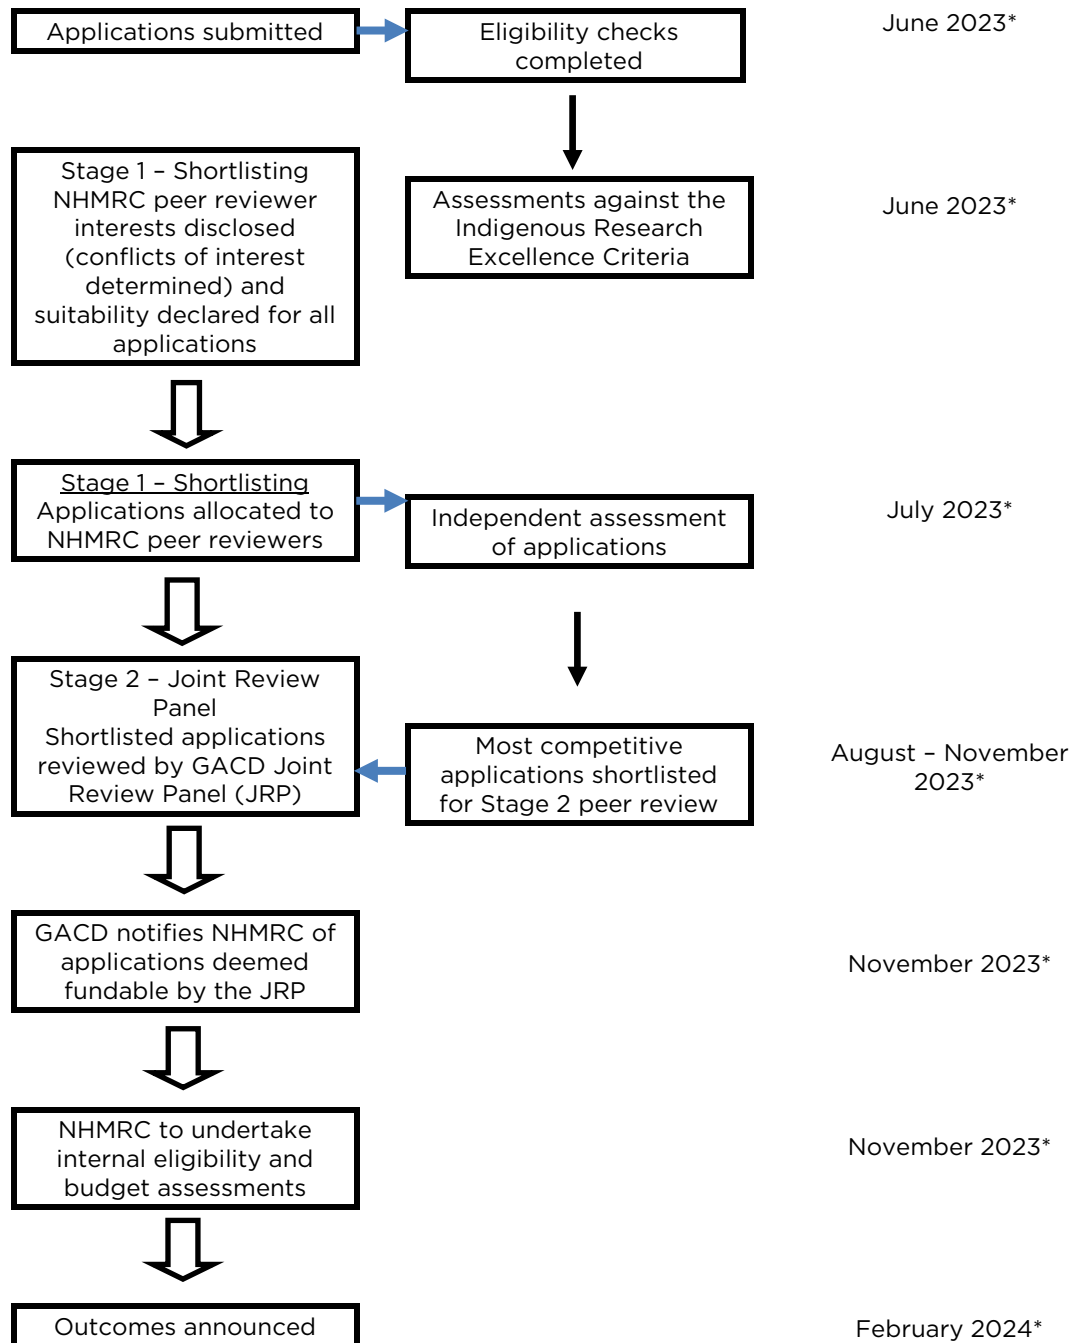 Applications submitted
Eligibility checks
completed
June 2023*
Stage 1 – Shortlisting
NHMRC peer reviewer
interests disclosed
(conflicts of interest
determined) and
suitability declared for all
applications
Assessments against the
Indigenous Research
Excellence Criteria
June 2023*
Stage 1 – Shortlisting
Applications allocated to
NHMRC peer reviewers
Independent assessment
of applications
July 2023*
Stage 2 – Joint Review
Panel
Shortlisted applications
reviewed by GACD Joint
Review Panel (JRP)
Most competitive
applications shortlisted
for Stage 2 peer review
August – November
2023*
GACD notifies NHMRC of
applications deemed
fundable by the JRP
November 2023*
NHMRC to undertake
internal eligibility and
budget assessments
November 2023*
Outcomes announced
February 2024*